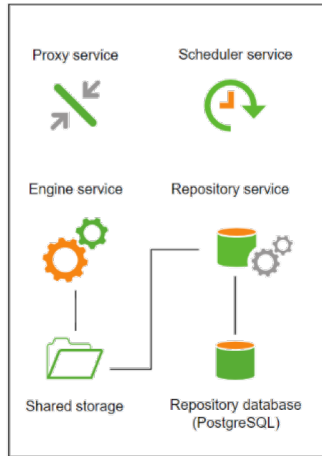 Proxy service
Scheduler service
Engine service
Repository service
Shared storage
Repository database
(PostgreSQL)